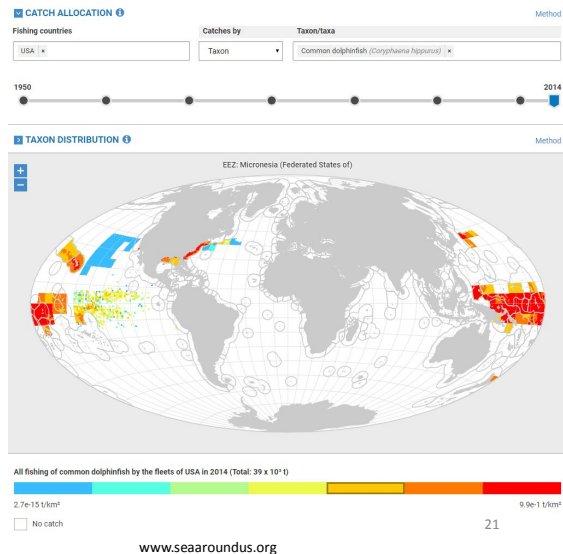 CATCH ALLOCATION
Method
Fishing countries
Catches by
Taxon/taxa
USA ×
Taxon
Common dolphinfish (Coryphaena hippurus) ×
1950
2014
TAXON DISTRIBUTION
Method
+
−
EEZ: Micronesia (Federated States of)
All fishing of common dolphinfish by the fleets of USA in 2014 (Total: 39 x 10³ t)
2.7e-15 t/km²
9.9e-1 t/km²
No catch
21
www.seaaroundus.org